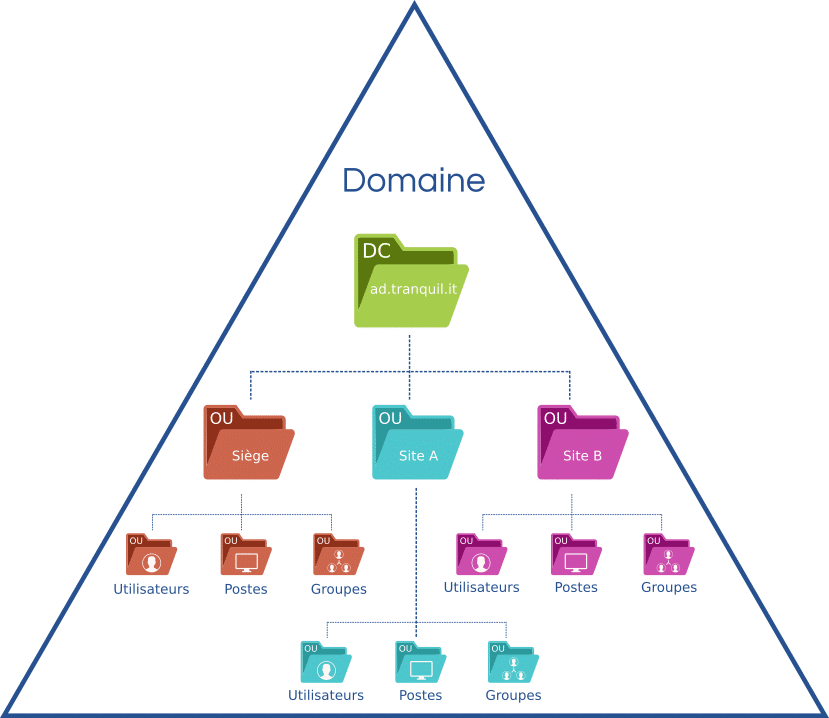 Domaine
DC
ad.tranquil.it
OU
Siège
OU
Site A
OU
Site B
OU
Utilisateurs
OU
Postes
OU
Groupes
OU
Utilisateurs
OU
Postes
OU
Groupes
OU
Utilisateurs
OU
Postes
OU
Groupes